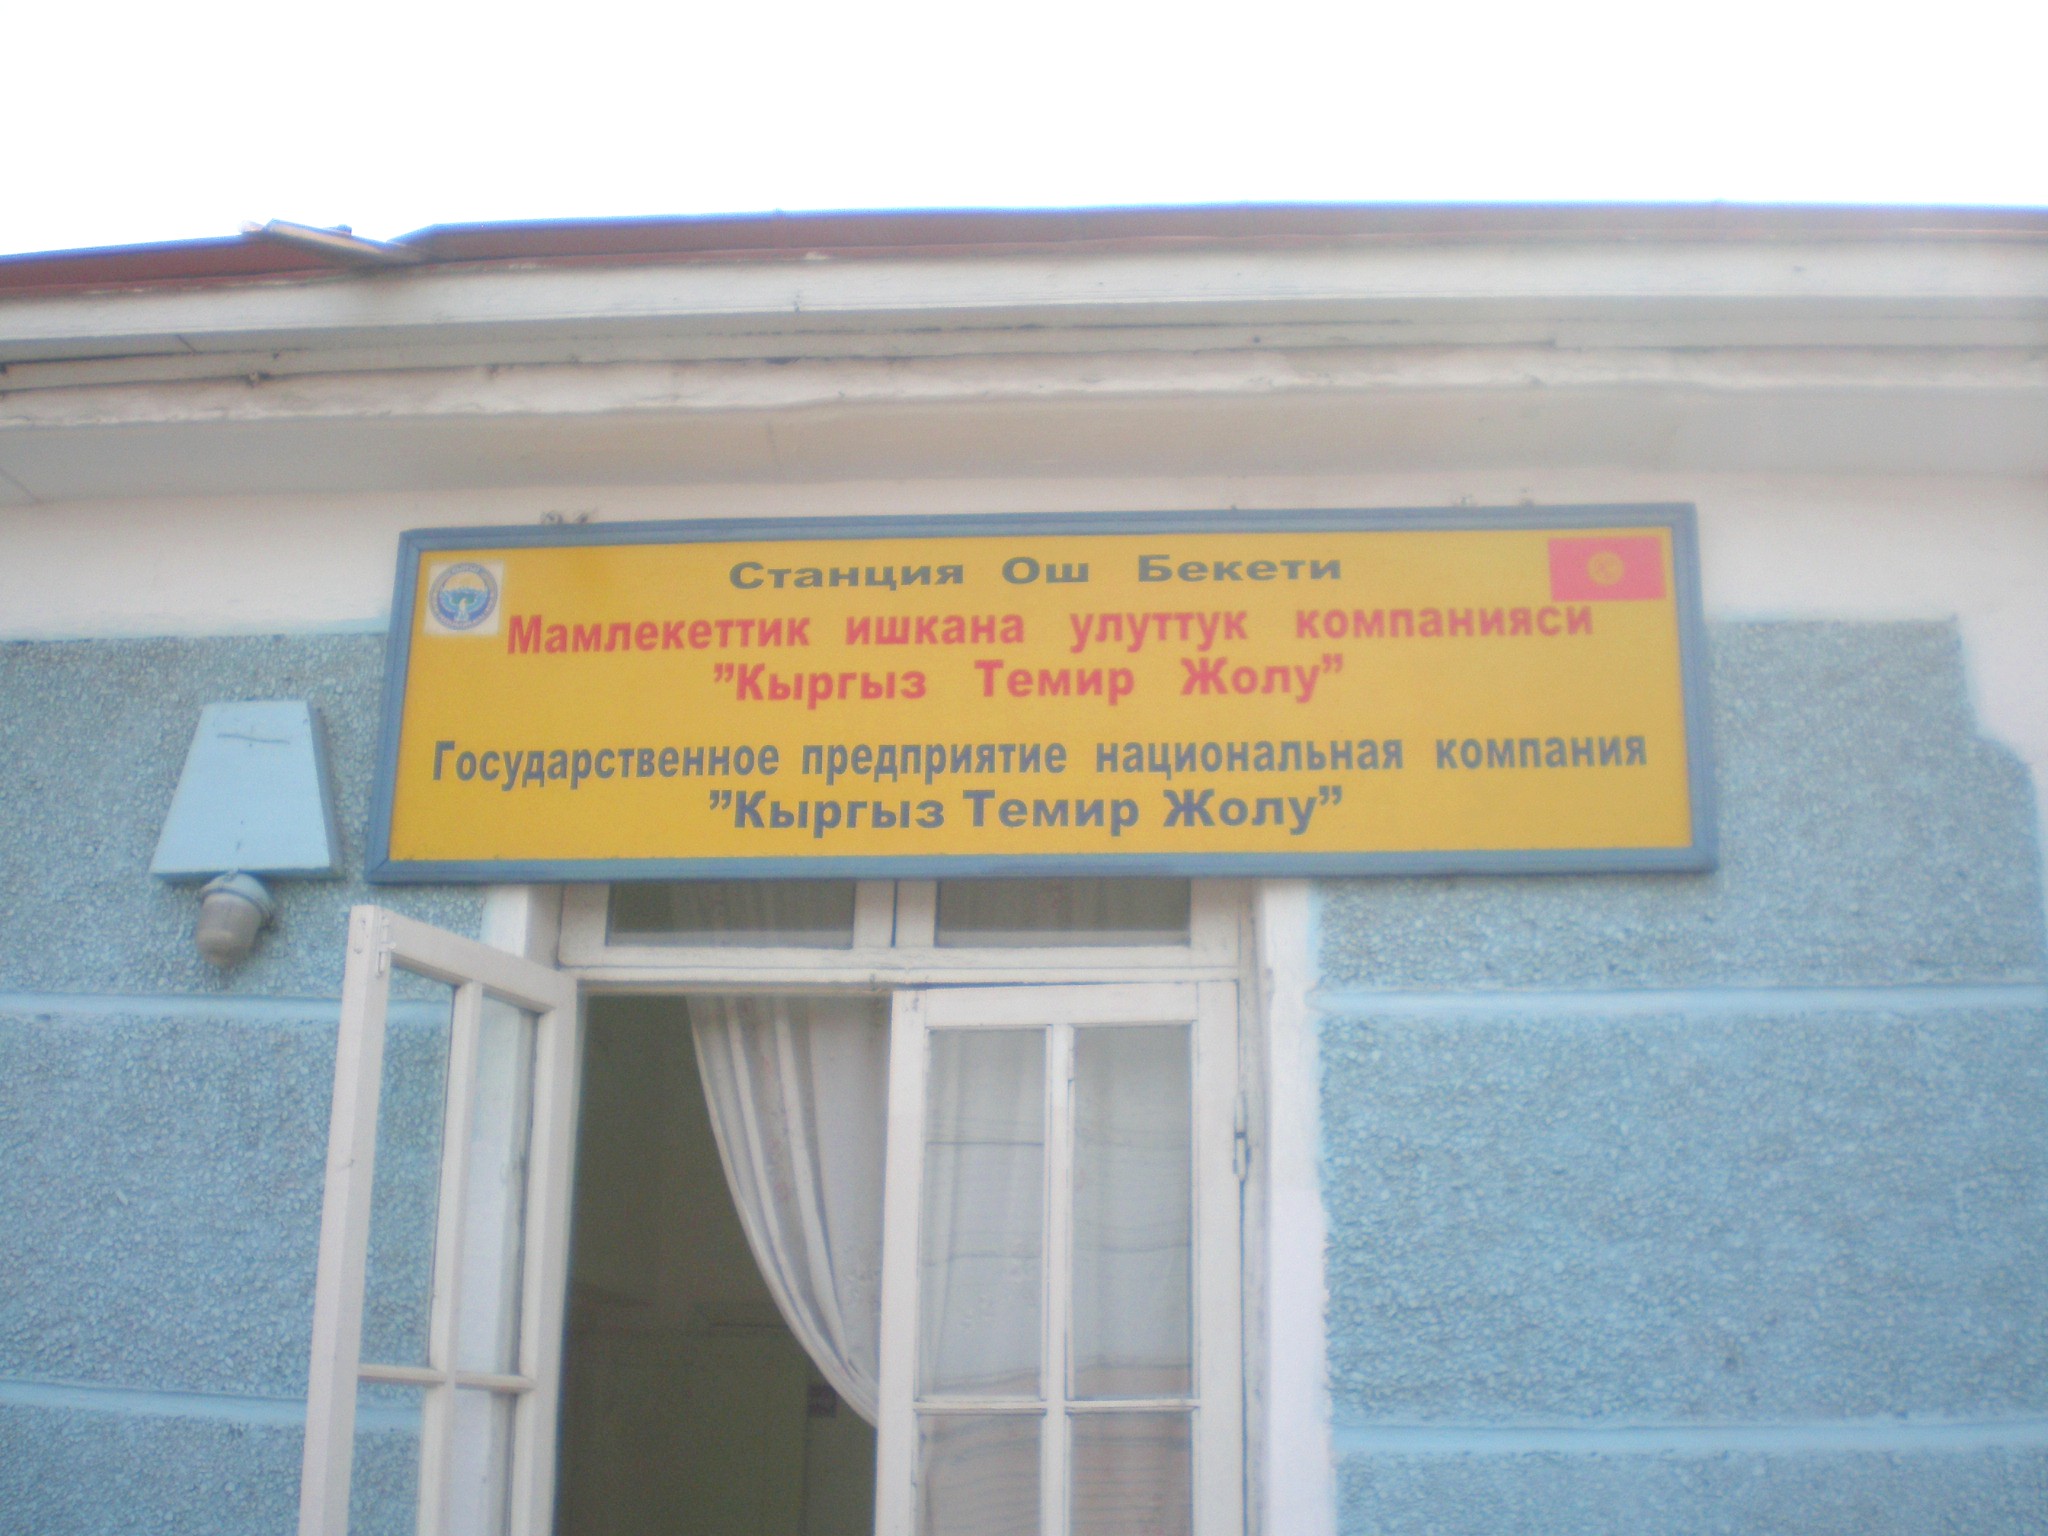 Станция Ош Бекети
Мамлекеттик ишкана улуттук компанияси
"Кыргыз Темир Жолу"
Государственное предприятие национальная компания
"Кыргыз Темир Жолу"